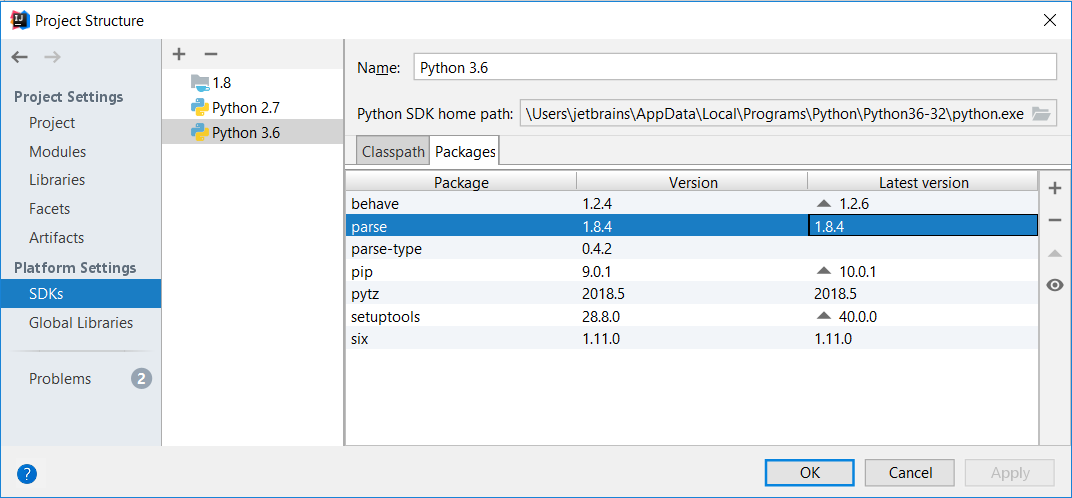 Project Structure
Project Settings
Project
Modules
Libraries
Facets
Artifacts
Platform Settings
SDKs
Global Libraries
Problems 2
1.8
Python 2.7
Python 3.6
Name: Python 3.6
Python SDK home path: \Users\jetbrains\AppData\Local\Programs\Python\Python36-32\python.exe
Classpath Packages
Package Version Latest version
behave 1.2.4 1.2.6
parse 1.8.4 1.8.4
parse-type 0.4.2
pip 9.0.1 10.0.1
pytz 2018.5 2018.5
setuptools 28.8.0 40.0.0
six 1.11.0 1.11.0
? OK Cancel Apply